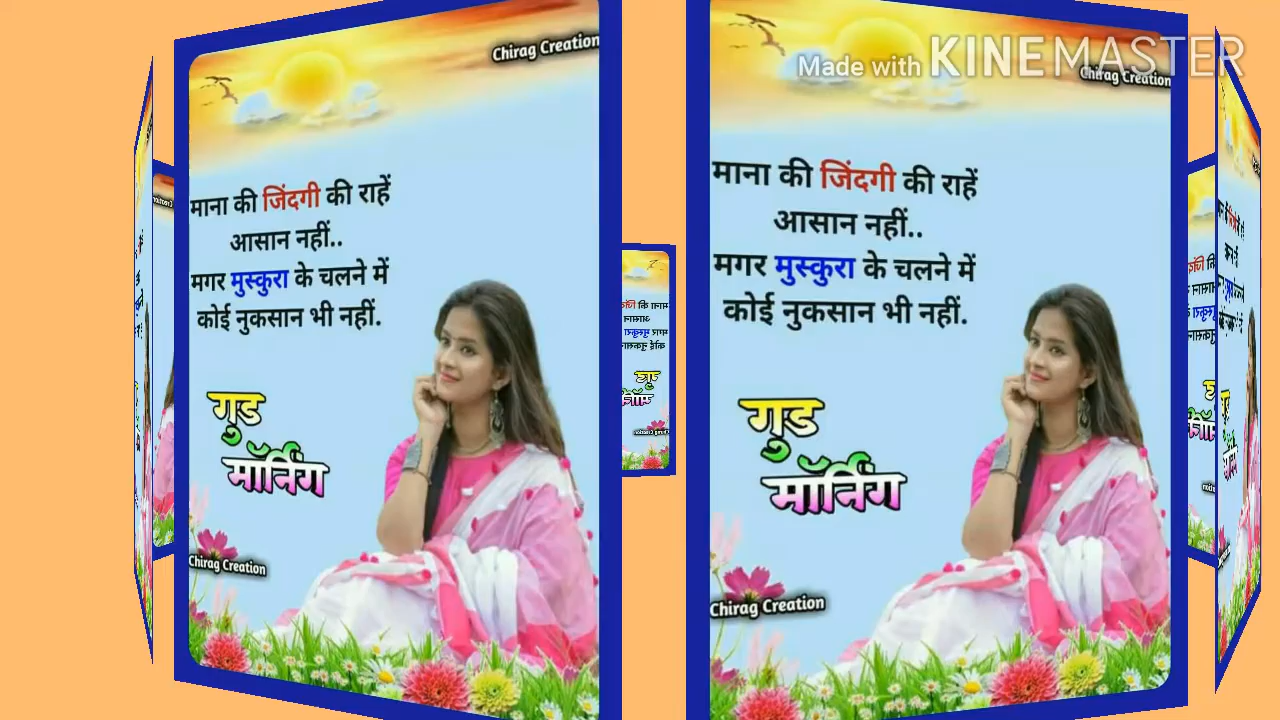 Chirag Creation
माना की जिंदगी की राहें
आसान नहीं..
मगर मुस्कुरा के चलने में
कोई नुकसान भी नहीं.
गुड
मॉर्निंग
Chirag Creation
Made with KINEMASTER
Chirag Creation
माना की जिंदगी की राहें
आसान नहीं..
मगर मुस्कुरा के चलने में
कोई नुकसान भी नहीं.
गुड
मॉर्निंग
Chirag Creation